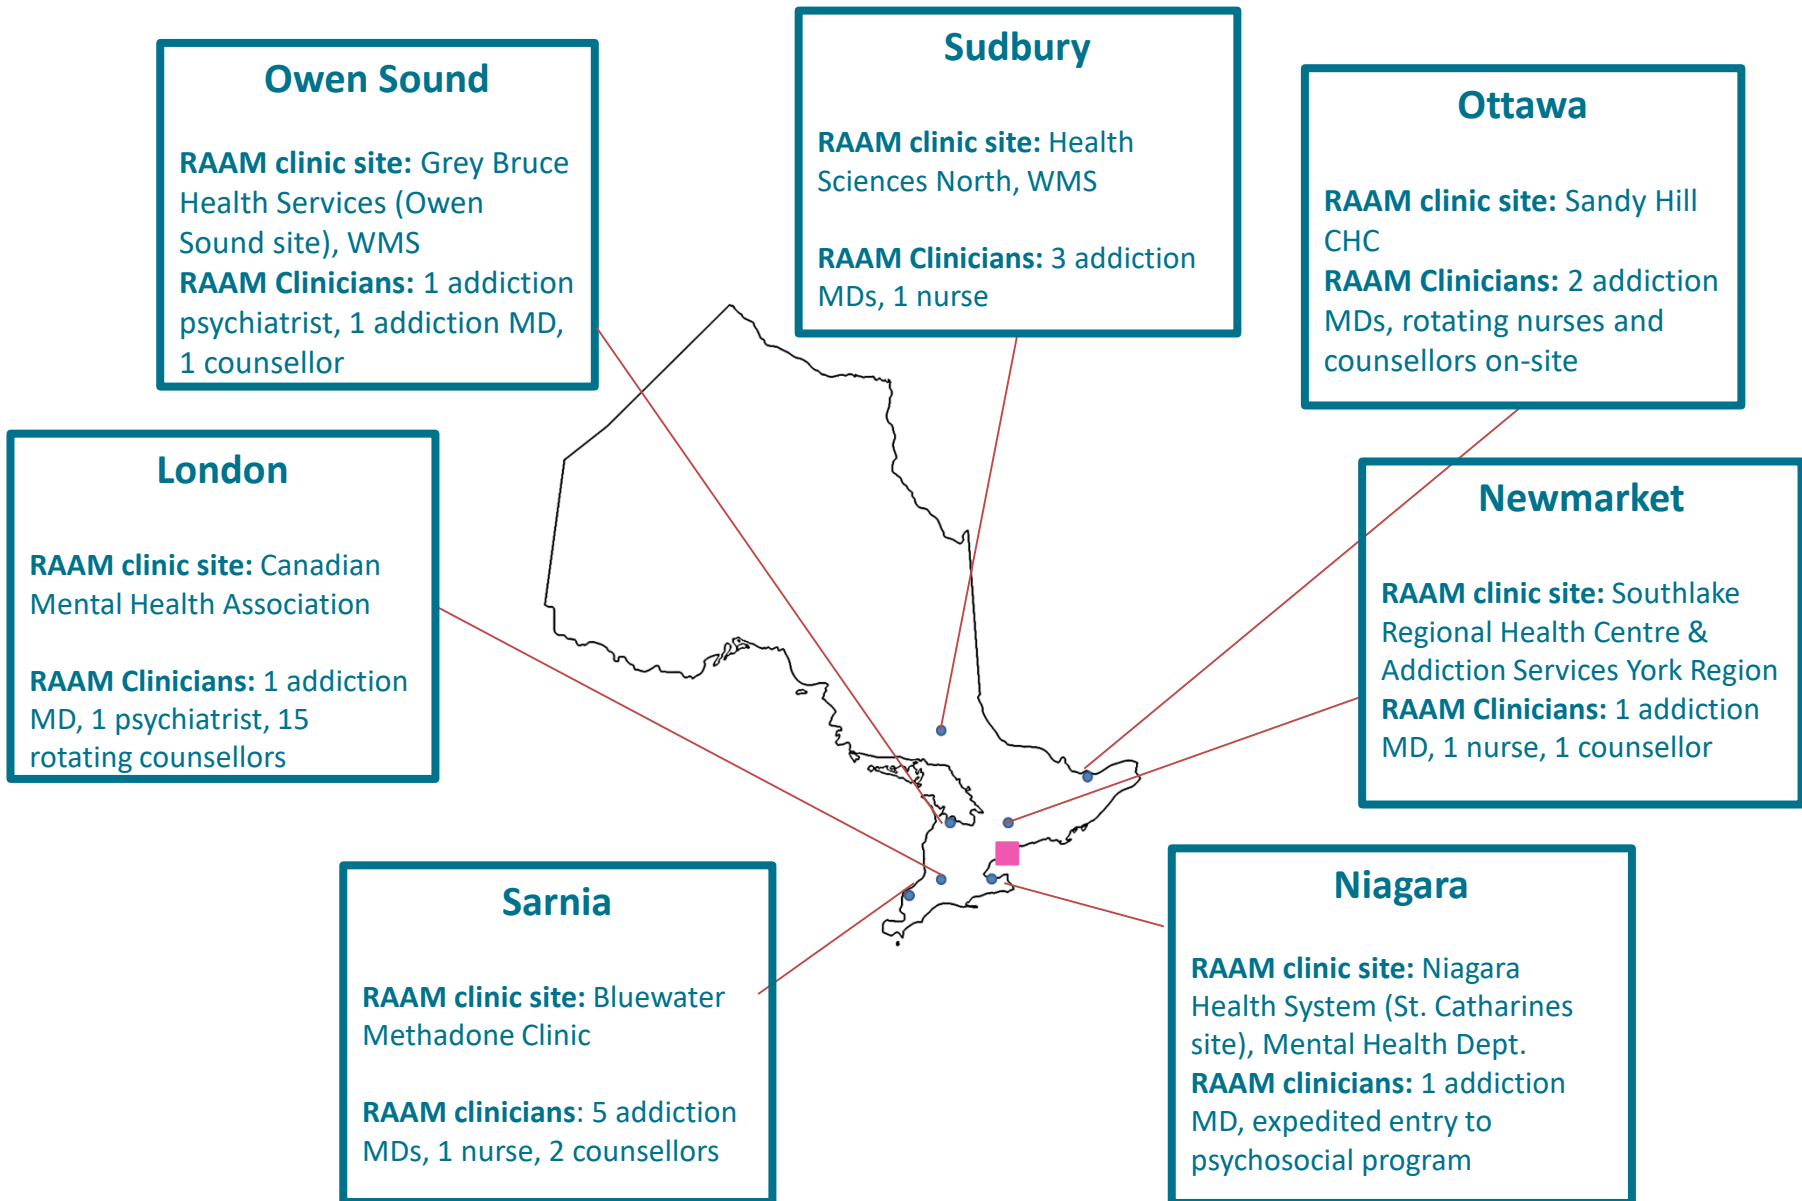 Owen Sound
RAAM clinic site: Grey Bruce
Health Services (Owen
Sound site), WMS
RAAM Clinicians: 1 addiction
psychiatrist, 1 addiction MD,
1 counsellor
Sudbury
RAAM clinic site: Health
Sciences North, WMS
RAAM Clinicians: 3 addiction
MDs, 1 nurse
Ottawa
RAAM clinic site: Sandy Hill
CHC
RAAM Clinicians: 2 addiction
MDs, rotating nurses and
counsellors on-site
London
RAAM clinic site: Canadian
Mental Health Association
RAAM Clinicians: 1 addiction
MD, 1 psychiatrist, 15
rotating counsellors
Newmarket
RAAM clinic site: Southlake
Regional Health Centre &
Addiction Services York Region
RAAM Clinicians: 1 addiction
MD, 1 nurse, 1 counsellor
Sarnia
RAAM clinic site: Bluewater
Methadone Clinic
RAAM clinicians: 5 addiction
MDs, 1 nurse, 2 counsellors
Niagara
RAAM clinic site: Niagara
Health System (St. Catharines
site), Mental Health Dept.
RAAM clinicians: 1 addiction
MD, expedited entry to
psychosocial program